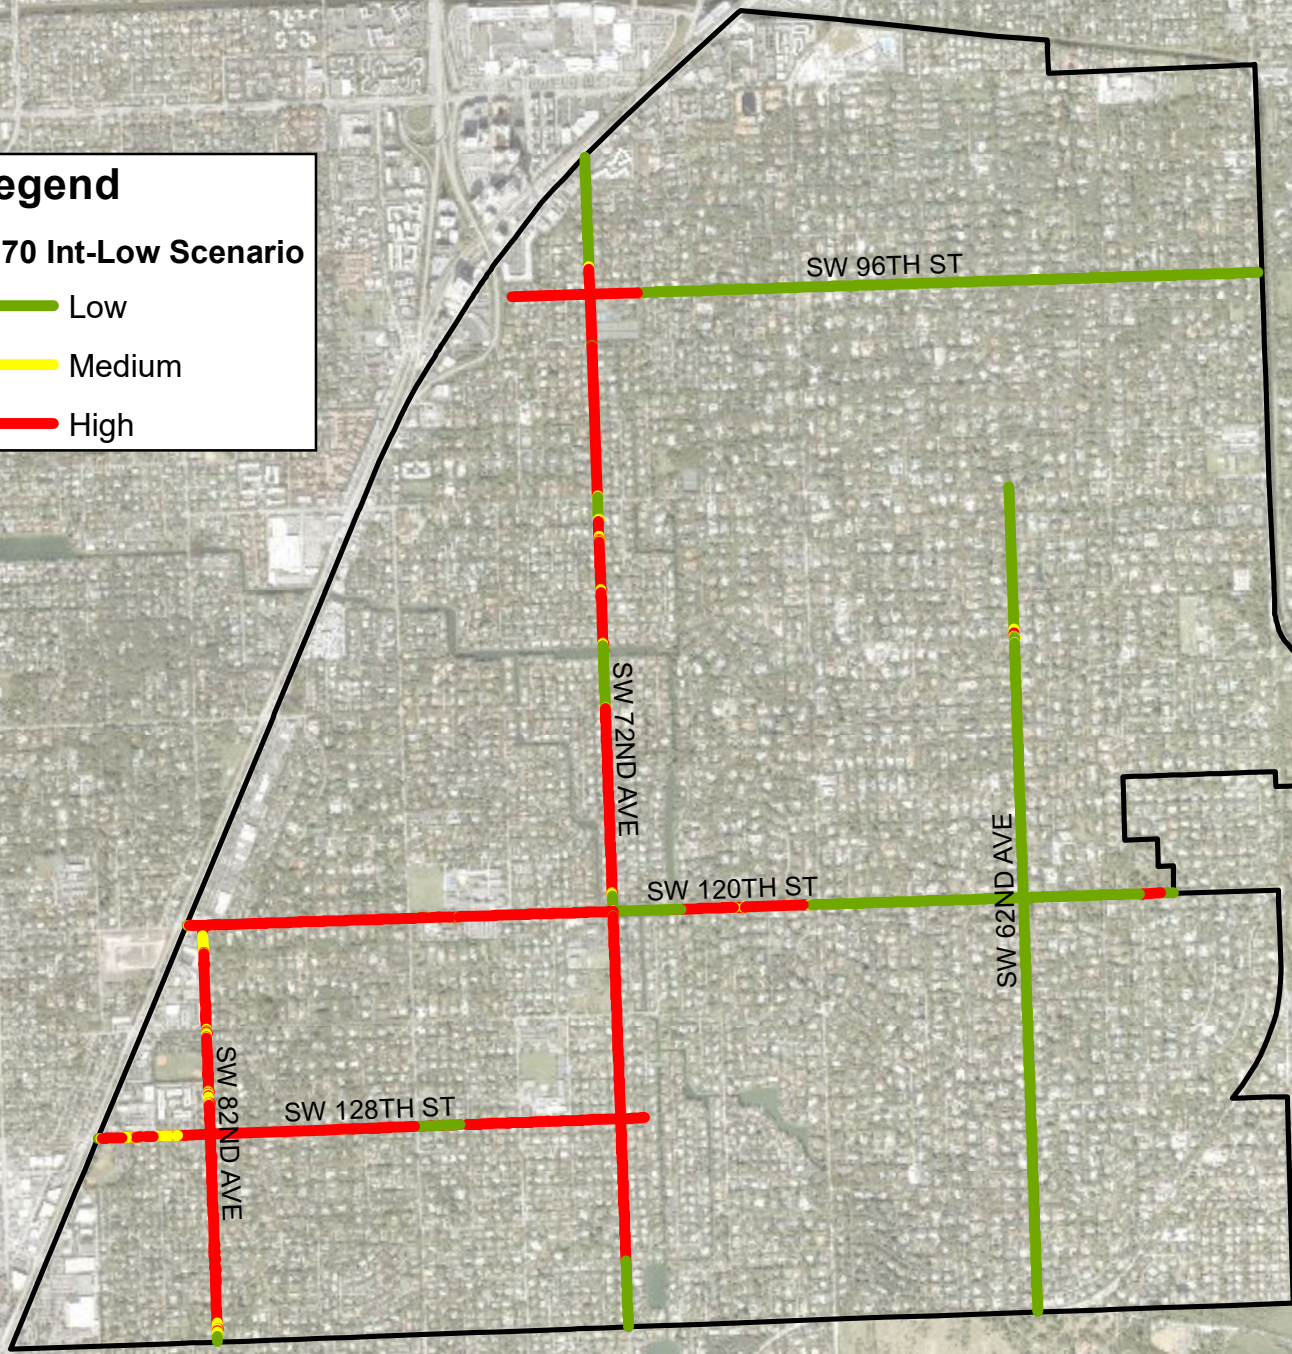 egend
70 Int-Low Scenario
Low
Medium
High
SW 96TH ST
SW 72ND AVE
SW 120TH ST
SW 62ND AVE
SW 128TH ST
SW 82ND AVE